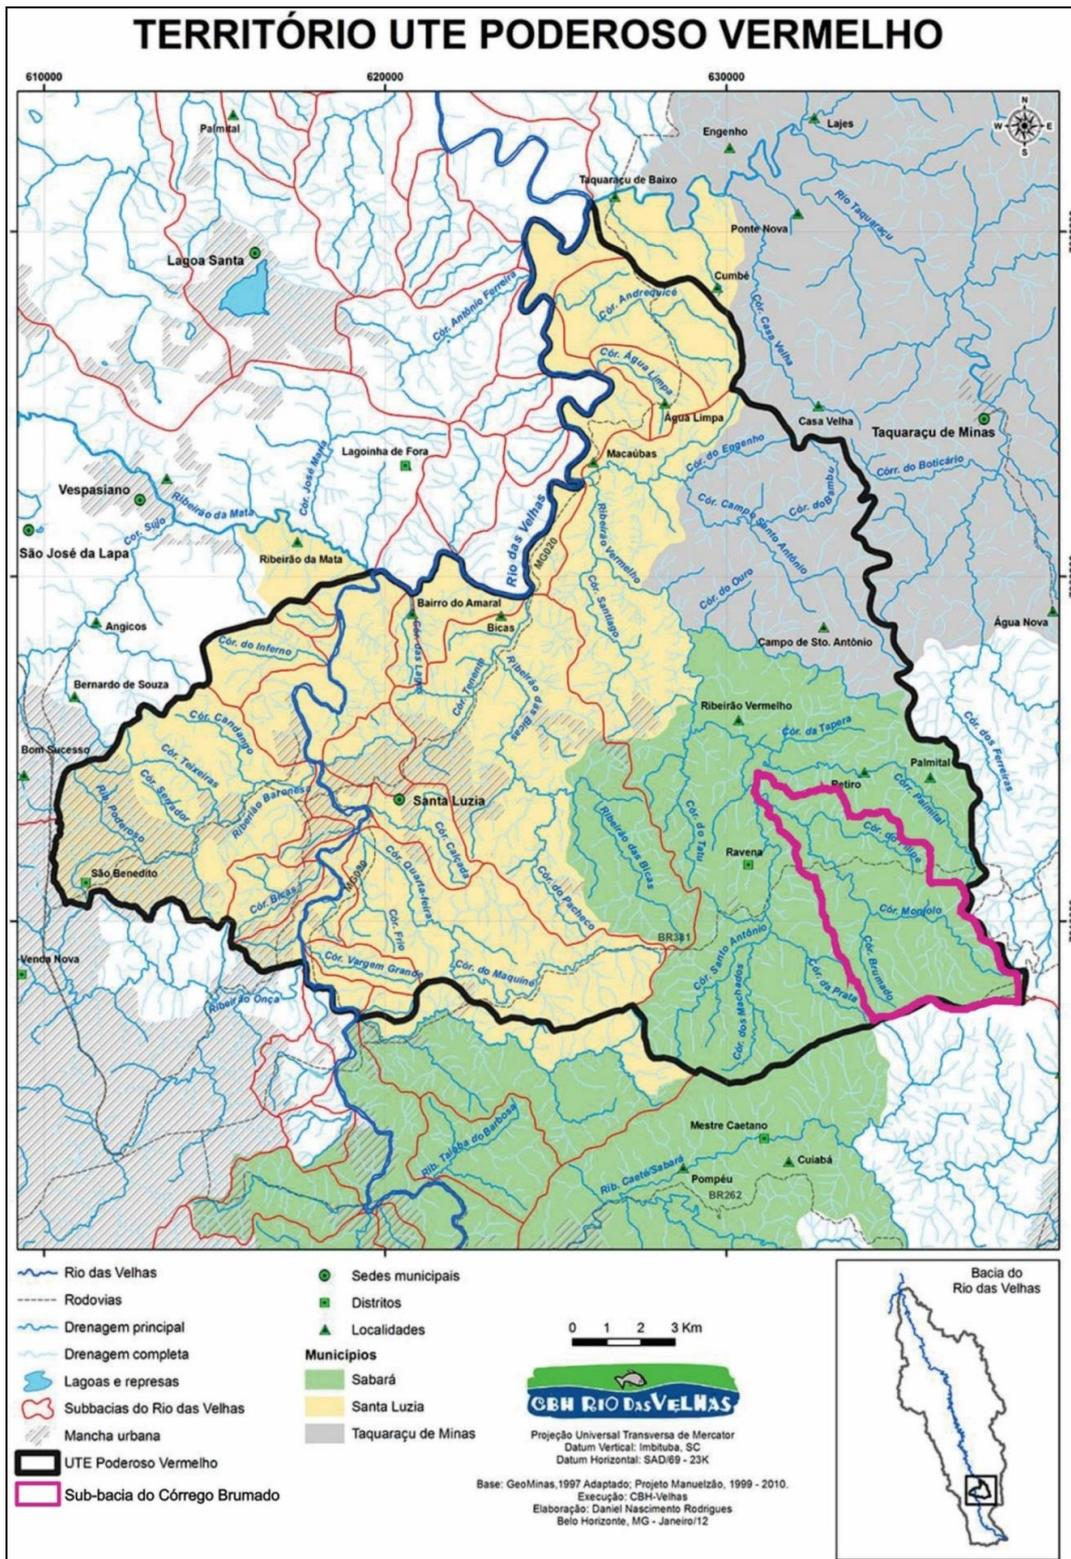 TERRITÓRIO UTE PODEROSO VERMELHO
610000
620000
630000
N
W
E
S
Palmital
Engenho
Lajes
Taquaraçu de Baixo
Rio Taquaraçu
Ponte Nova
Lagoa Santa
Cumbé
Cór. Antônio Ferreira
Cór. Andrequicé
Cór. Casa Velha
Cór. Água Limpa
Água Limpa
Casa Velha
Taquaraçu de Minas
Lagoinha de Fora
Macaúbas
Cór. do Engenho
Córr. do Boticário
Vespasiano
Cór. José Maria
Ribeirão da Mata
Cór. Sujo
Cór. do Bambu
Cór. Campo Santo Antônio
Rio das Velhas
São José da Lapa
Ribeirão da Mata
MG020
Ribeirão Vermelho
Cór. do Ouro
Cór. Santiago
Bairro do Amaral
Bicas
Angicos
Água Nova
Campo de Sto. Antônio
Cór. do Inferno
Cór. das Lages
Cór. Tenente
Ribeirão das Bicas
Bernardo de Souza
Ribeirão Vermelho
Cór. Candango
Cór. da Tapera
Cór. dos Ferreiras
Bom Sucesso
Cór. Teixeiras
Palmital
Retiro
Cór. Serrador
Córr. Palmital
Rib. Poderoso
Ribeirão Baronesa
Santa Luzia
Ribeirão das Bicas
Cór. do Tatu
Cór. do Filipe
Cór. Calçada
Ravena
São Benedito
MG020
Cór. Quarta-feira
Cór. do Pacheco
Cór. Bicas
Cór. Monjolo
Cór. Frio
BR381
Cór. Santo Antônio
Cór. Brumado
Venda Nova
Cór. Vargem Grande
Cór. do Maquiné
Cór. da Prata
Cór. dos Machados
Ribeirão Onça
Rib. Talaba do Barbosa
Mestre Caetano
Cuiabá
Rib. Caeté/Sabará
Pompéu
BR262
Rio das Velhas
Rodovias
Drenagem principal
Drenagem completa
Lagoas e represas
Subbacias do Rio das Velhas
Mancha urbana
UTE Poderoso Vermelho
Sub-bacia do Córrego Brumado
Sedes municipais
Distritos
Localidades
Municípios
Sabará
Santa Luzia
Taquaraçu de Minas
0 1 2 3 Km
CBH RIO DAS VELHAS
Projeção Universal Transversa de Mercator
Datum Vertical: Imbituba, SC
Datum Horizontal: SAD/69 - 23K
Base: GeoMinas,1997 Adaptado; Projeto Manuelzão, 1999 - 2010.
Execução: CBH-Velhas
Elaboração: Daniel Nascimento Rodrigues
Belo Horizonte, MG - Janeiro/12
Bacia do
Rio das Velhas